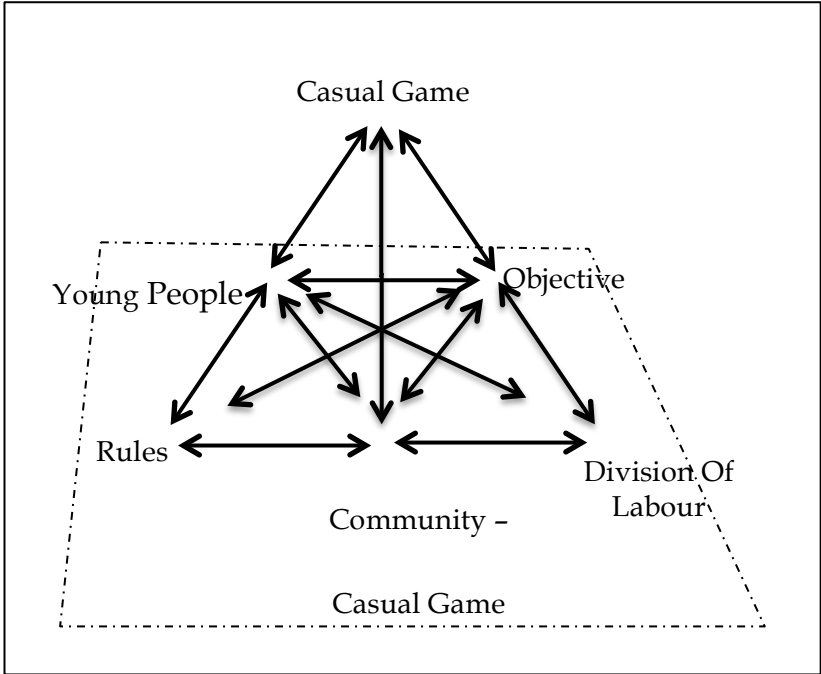 Casual Game
Young People
Objective
Rules
Division Of
Labour
Community –
Casual Game